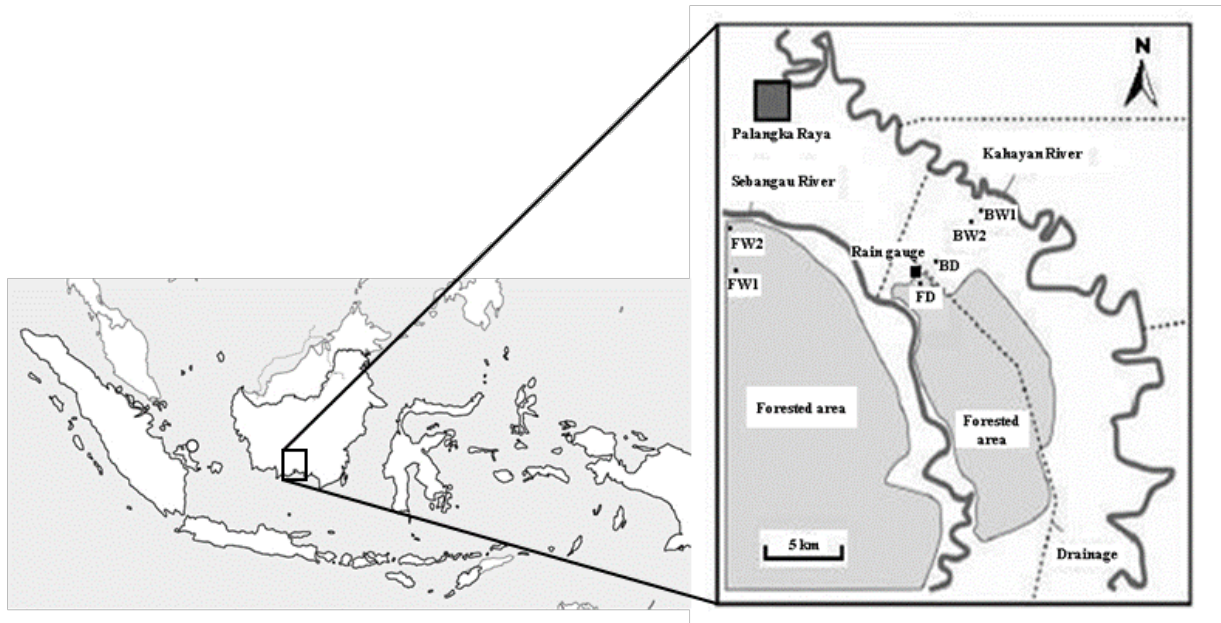 N
Palangka Raya
Kahayan River
Sebangau River
BW1
BW2
FW2
Rain gauge
BD
FW1
FD
Forested area
Forested
area
5 km
Drainage